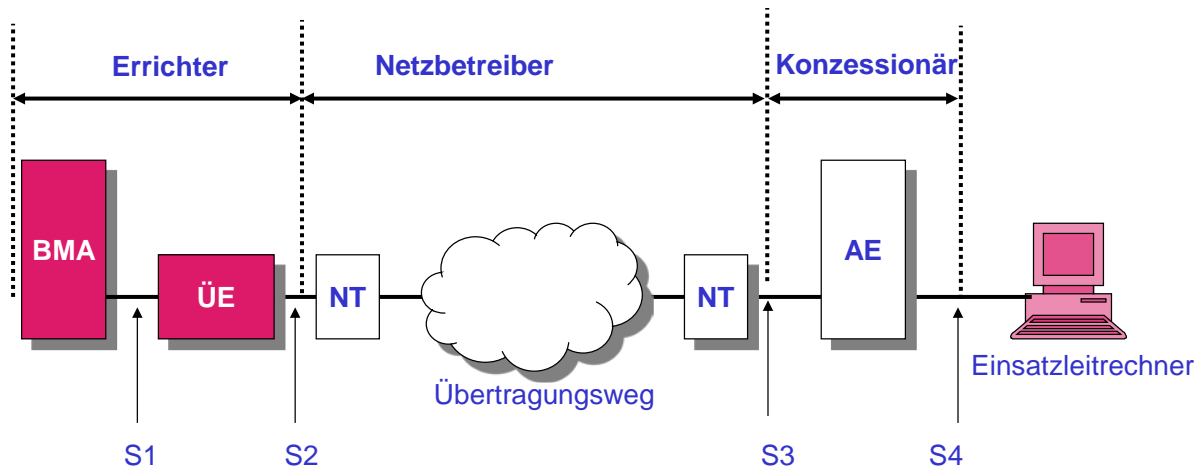 Errichter
Netzbetreiber
Konzessionär
BMA
ÜE
NT
NT
AE
Übertragungsweg
Einsatzleitrechner
S1
S2
S3
S4